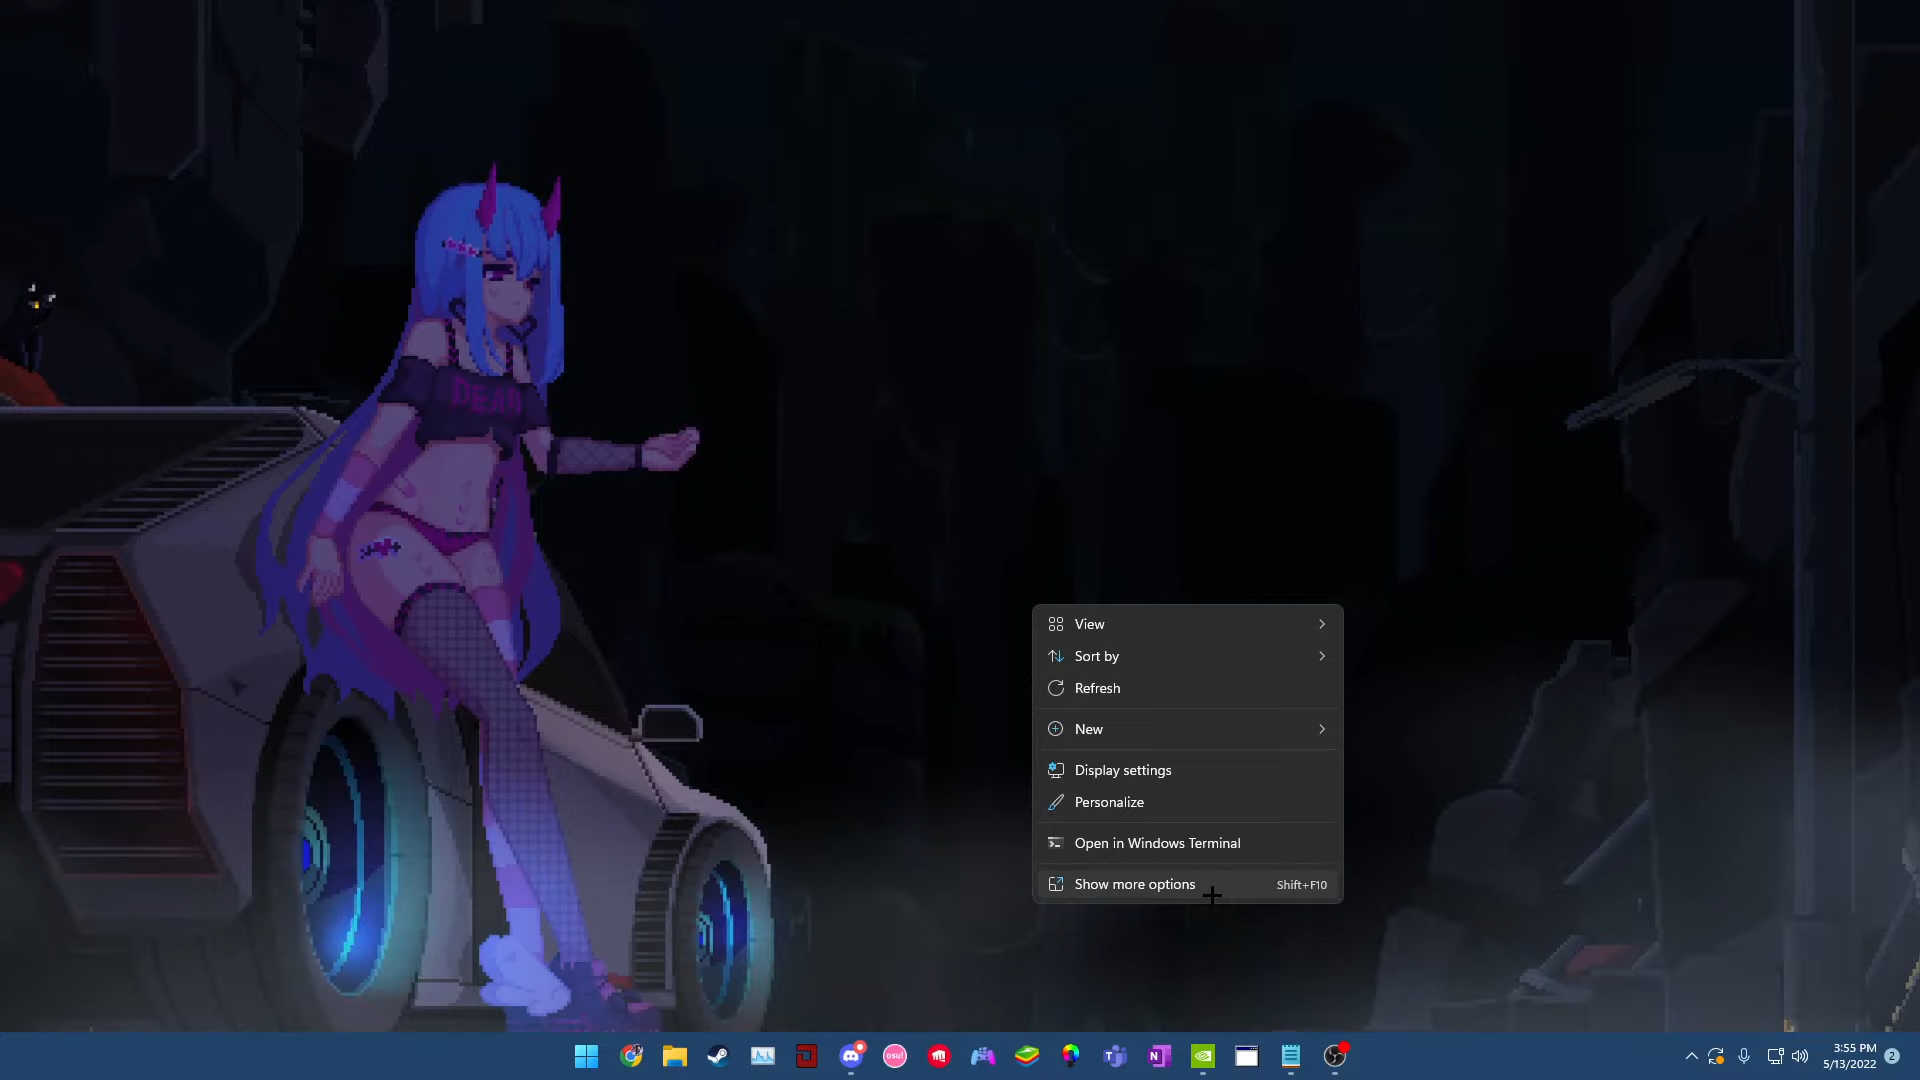 DEAD
View
Sort by
Refresh
New
Display settings
Personalize
Open in Windows Terminal
Show more options Shift+F10
osu!
3:55 PM
5/13/2022
2